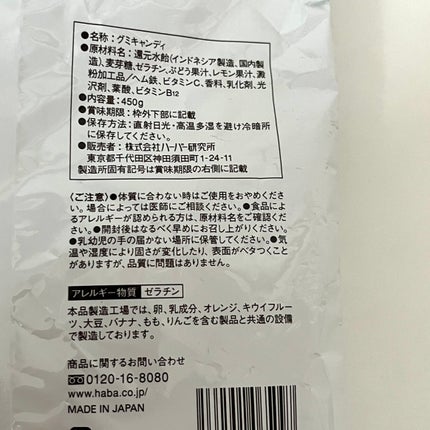 ●名称：グミキャンディ
●原材料名：還元水飴(インドネシア製造、国内製
造)、麦芽糖、ゼラチン、ぶどう果汁、レモン果汁、澱
粉加工品／ヘム鉄、ビタミンC、香料、乳化剤、光
沢剤、葉酸、ビタミンB12
●内容量：450g
●賞味期限：枠外下部に記載
●保存方法：直射日光・高温多湿を避け冷暗所
に保存してください。
●販売者：株式会社ハーバー研究所
東京都千代田区神田須田町1-24-11
製造所固有記号は賞味期限の右側に記載
〈ご注意〉●体質に合わない時はご使用をおやめくださ
い。場合によっては医師にご相談ください。●食品によ
るアレルギーが認められる方は、原材料名をご確認くだ
さい。●開封後はなるべく早めにお召し上がりください。
●乳幼児の手の届かない場所に保管してください。●気
温や湿度により固さが変化したり、表面がベタつくこと
がありますが、品質に問題はありません。
アレルギー物質 ゼラチン
本品製造工場では、卵、乳成分、オレンジ、キウイフルー
ツ、大豆、バナナ、もも、りんごを含む製品と共通の設備
で製造しております。
商品に関するお問い合わせ
0120-16-8080
www.haba.co.jp/
MADE IN JAPAN